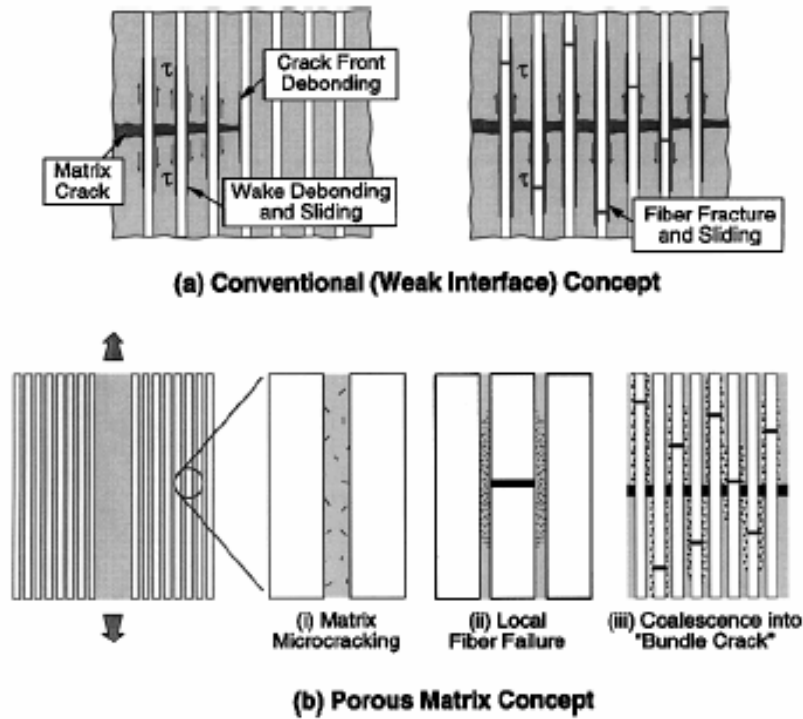 τ
τ
Crack Front
Debonding
Matrix
Crack
Wake Debonding
and Sliding
τ
τ
Fiber Fracture
and Sliding
(a) Conventional (Weak Interface) Concept
(i) Matrix
Microcracking
(ii) Local
Fiber Failure
(iii) Coalescence into
"Bundle Crack"
(b) Porous Matrix Concept